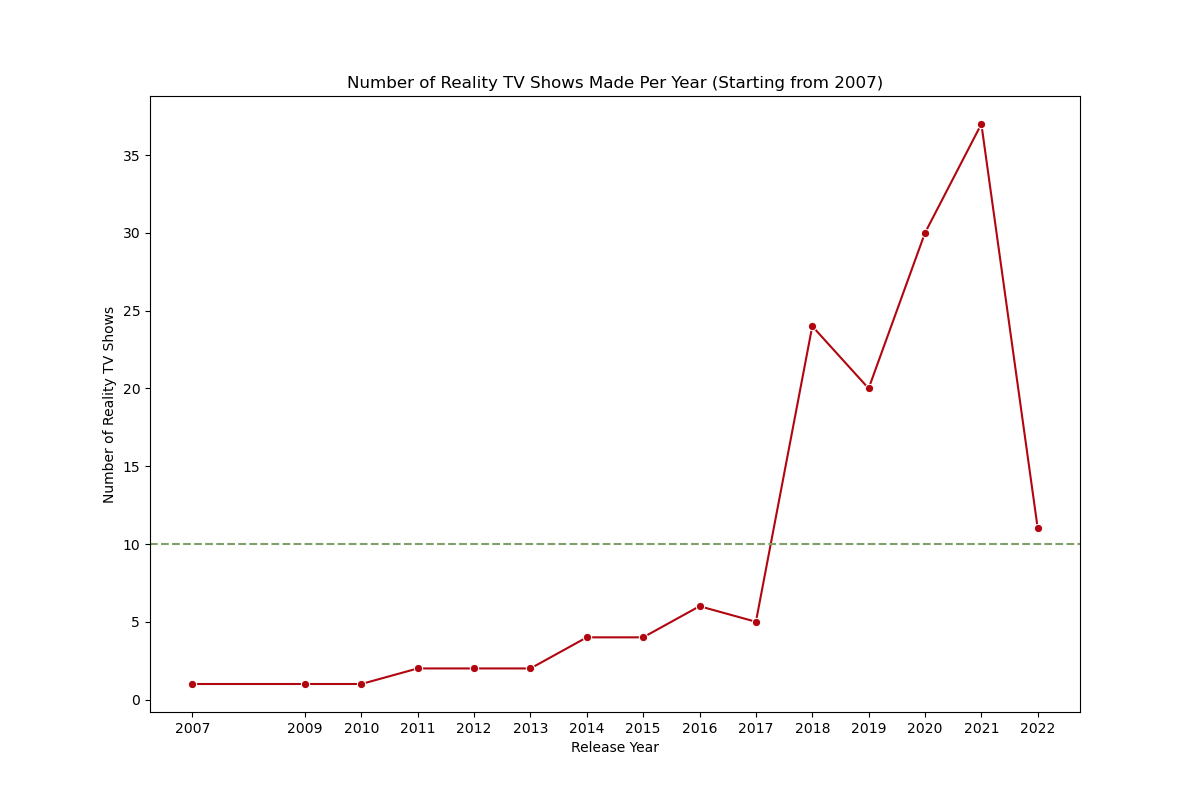 Number of Reality TV Shows Made Per Year (Starting from 2007)
Number of Reality TV Shows
35
30
25
20
15
10
5
0
2007 2009 2010 2011 2012 2013 2014 2015 2016 2017 2018 2019 2020 2021 2022
Release Year